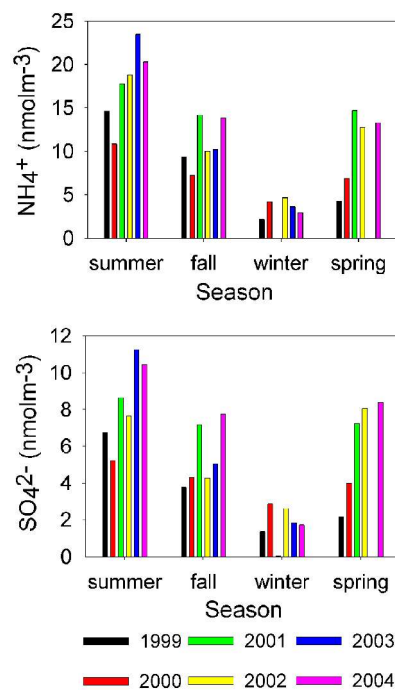 25
20
15
10
5
0
NH4+ (nmolm-3)
summer fall winter spring
Season
12
10
8
6
4
2
0
SO42- (nmolm-3)
summer fall winter spring
Season
1999 2001 2003
2000 2002 2004